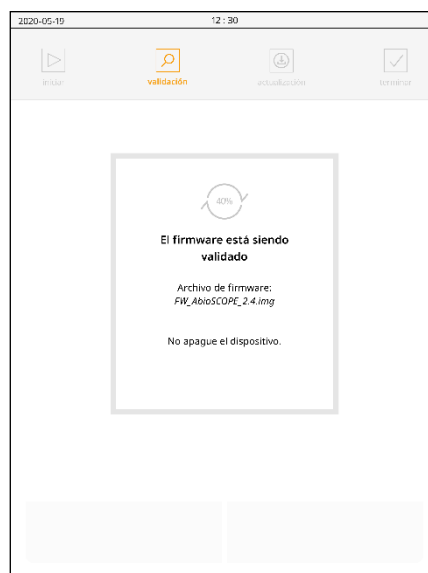 2020-05-19 12:30
iniciar validación actualización terminar
40%
El firmware está siendo
validado
Archivo de firmware:
FW_AbioSCOPE_2.4.img
No apague el dispositivo.